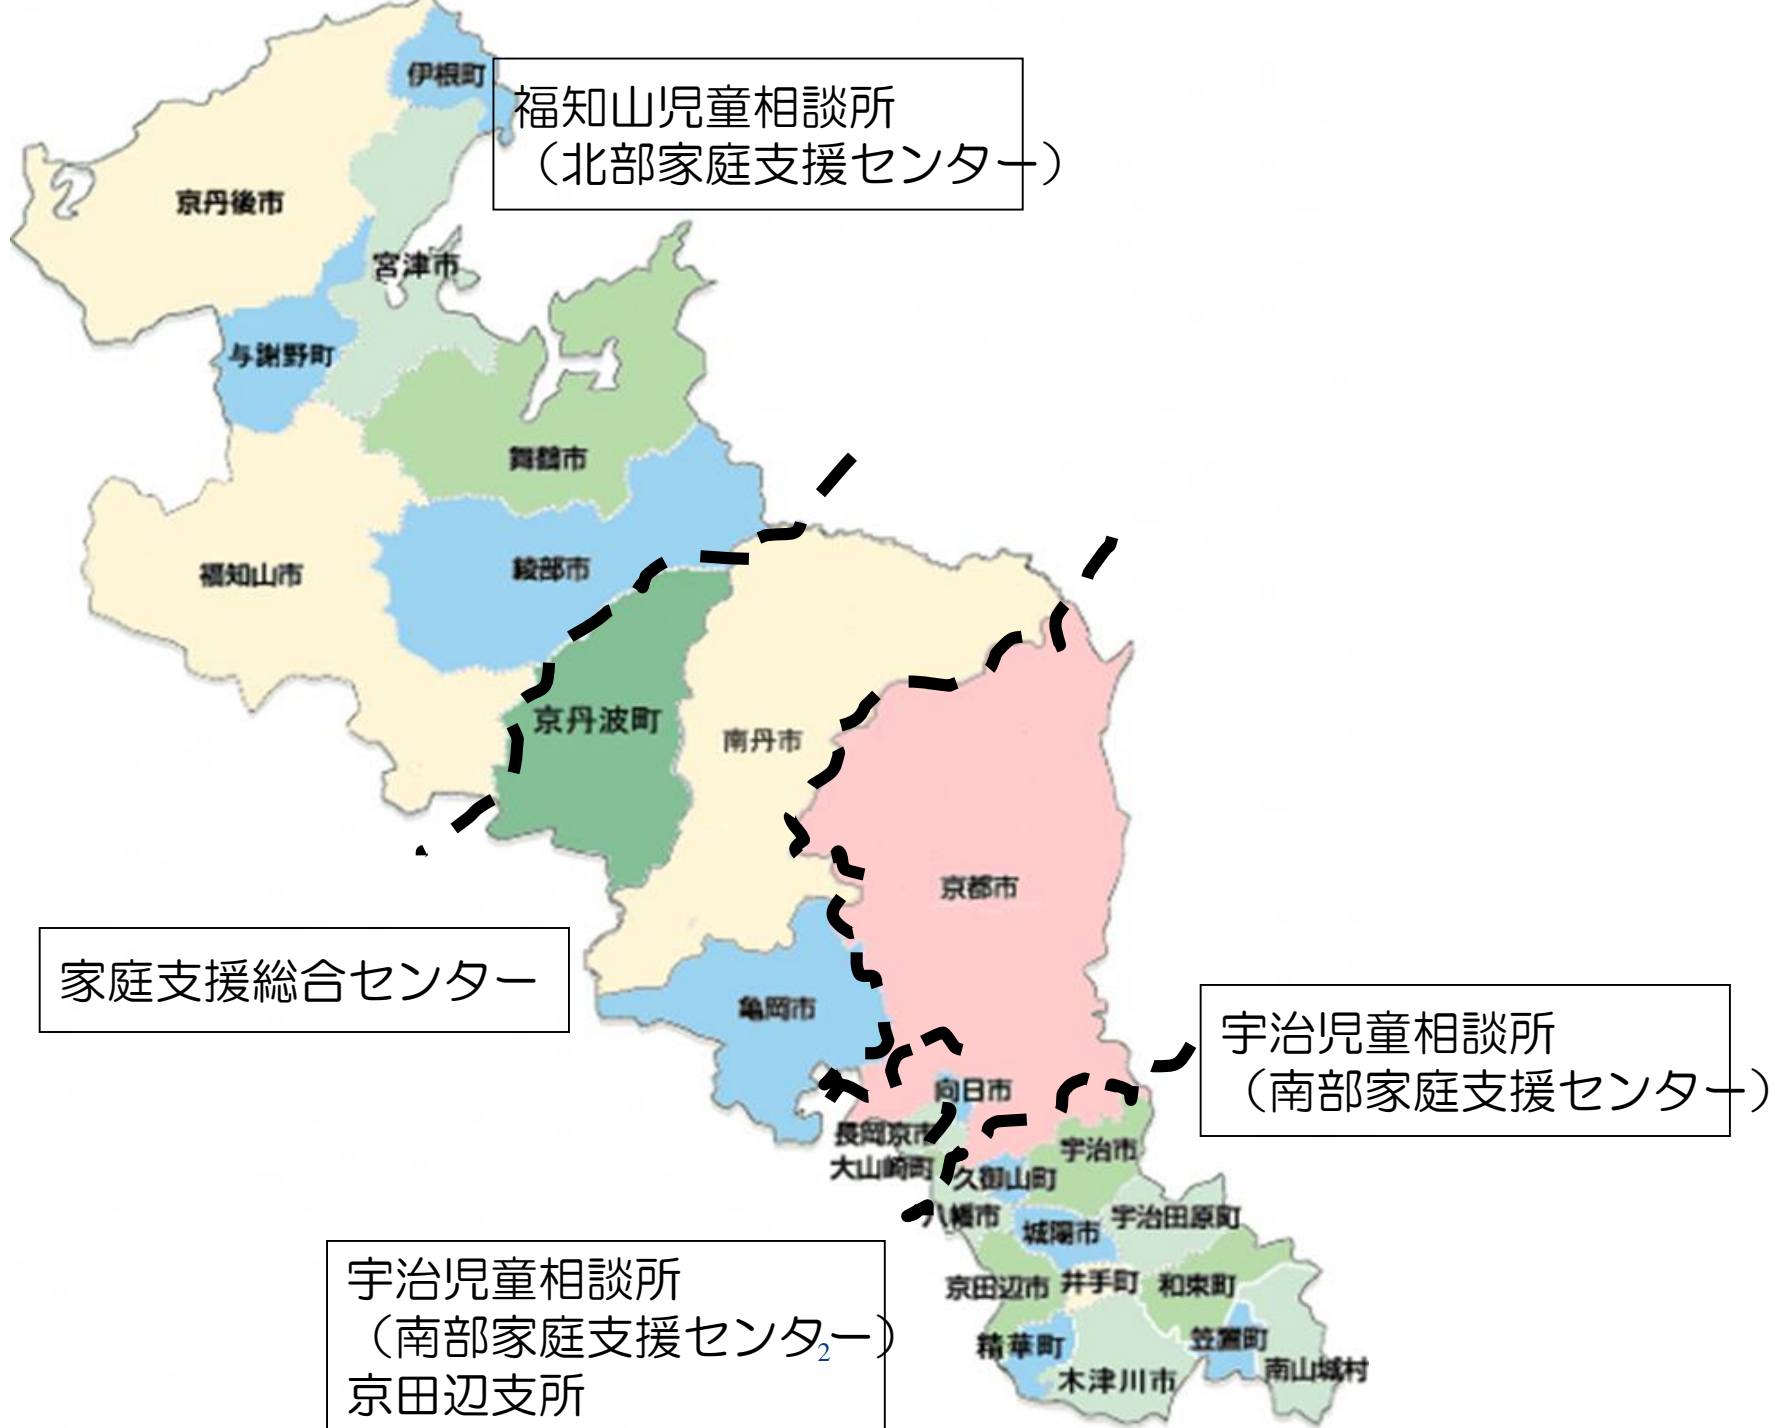 伊根町
福知山児童相談所
（北部家庭支援センター）
京丹後市
宮津市
与謝野町
舞鶴市
綾部市
福知山市
京丹波町
南丹市
京都市
家庭支援総合センター
亀岡市
宇治児童相談所
（南部家庭支援センター）
向日市
長岡京市
宇治市
大山崎町
久御山町
八幡市
城陽市
宇治田原町
京田辺市
井手町
和束町
精華町
笠置町
南山城村
木津川市
宇治児童相談所
（南部家庭支援センター）
京田辺支所
2